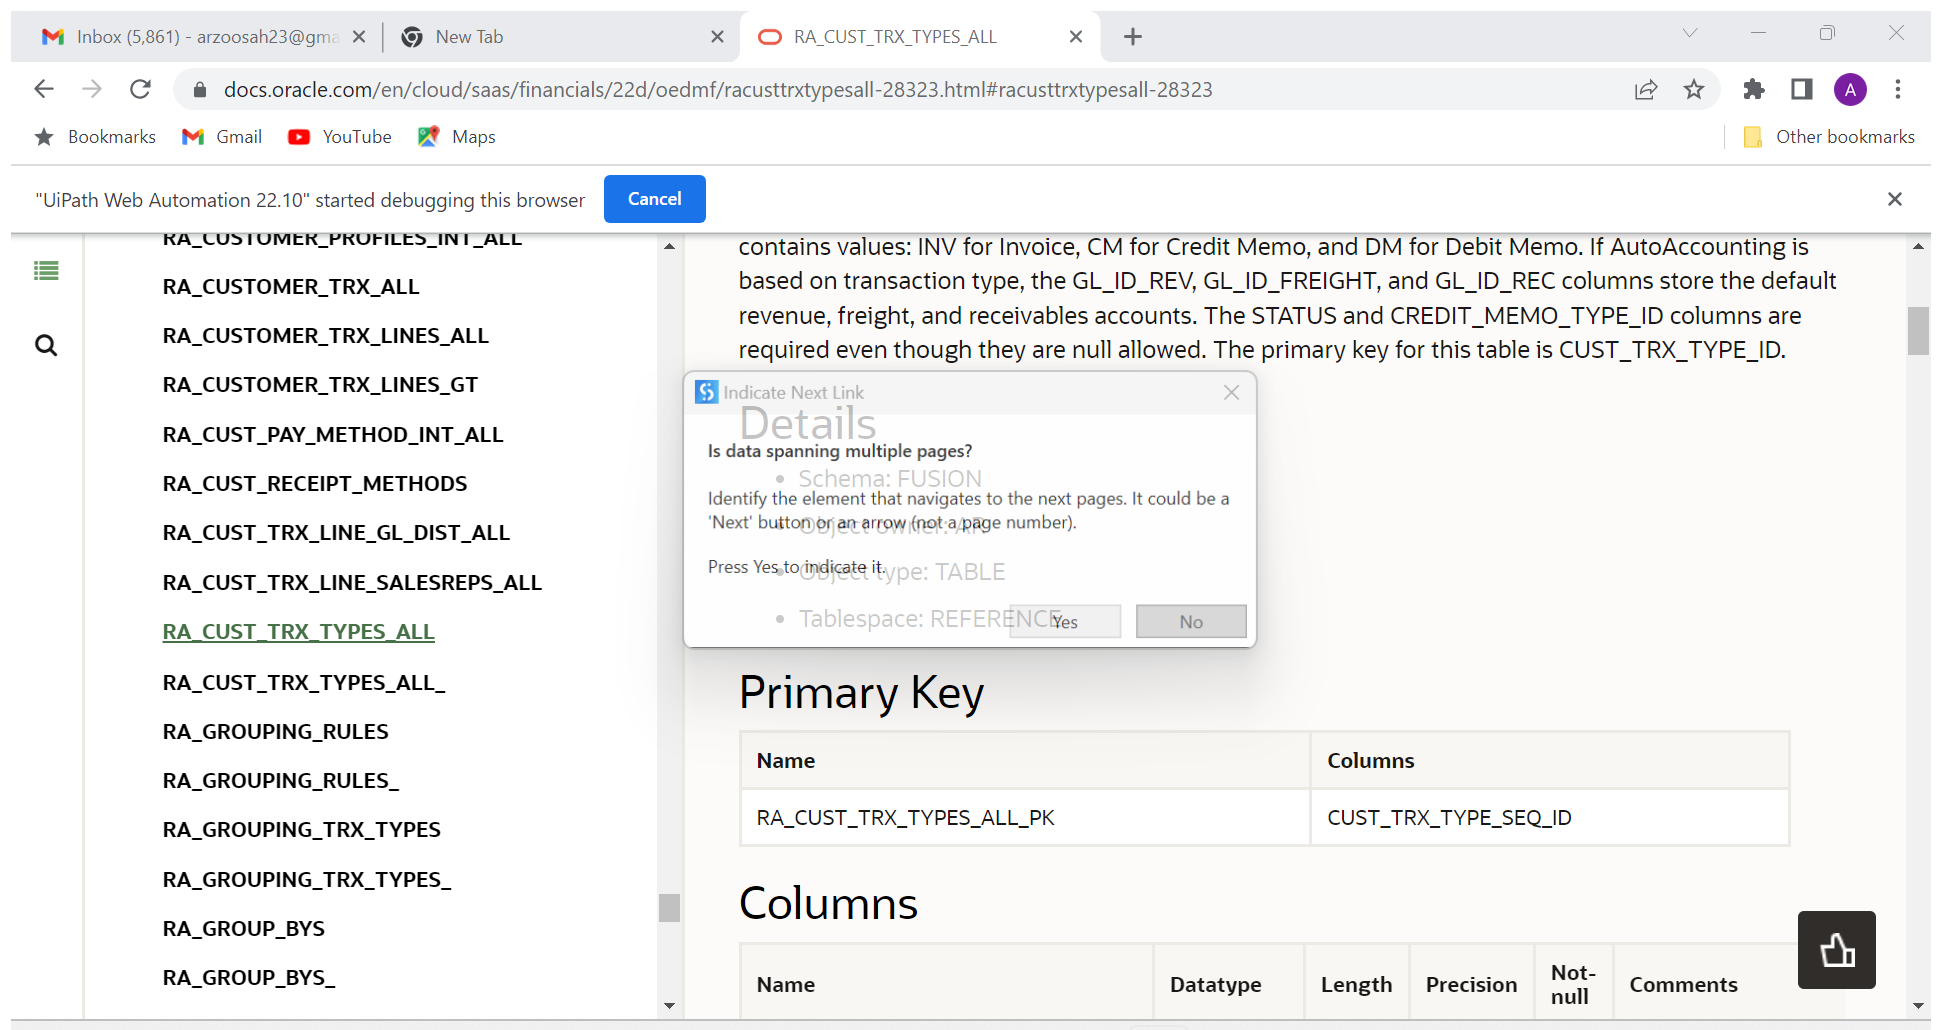 Inbox (5,861) - arzoosah23@gma
New Tab
RA_CUST_TRX_TYPES_ALL
docs.oracle.com/en/cloud/saas/financials/22d/oedmf/racusttrxtypesall-28323.html#racusttrxtypesall-28323
A
Bookmarks
Gmail
YouTube
Maps
Other bookmarks
"UiPath Web Automation 22.10" started debugging this browser
Cancel
RA_CUSTOMER_PROFILES_INT_ALL
RA_CUSTOMER_TRX_ALL
RA_CUSTOMER_TRX_LINES_ALL
RA_CUSTOMER_TRX_LINES_GT
RA_CUST_PAY_METHOD_INT_ALL
RA_CUST_RECEIPT_METHODS
RA_CUST_TRX_LINE_GL_DIST_ALL
RA_CUST_TRX_LINE_SALESREPS_ALL
RA_CUST_TRX_TYPES_ALL
RA_CUST_TRX_TYPES_ALL_
RA_GROUPING_RULES
RA_GROUPING_RULES_
RA_GROUPING_TRX_TYPES
RA_GROUPING_TRX_TYPES_
RA_GROUP_BYS
RA_GROUP_BYS_
contains values: INV for Invoice, CM for Credit Memo, and DM for Debit Memo. If AutoAccounting is
based on transaction type, the GL_ID_REV, GL_ID_FREIGHT, and GL_ID_REC columns store the default
revenue, freight, and receivables accounts. The STATUS and CREDIT_MEMO_TYPE_ID columns are
required even though they are null allowed. The primary key for this table is CUST_TRX_TYPE_ID.
Indicate Next Link
Is data spanning multiple pages?
Identify the element that navigates to the next pages. It could be a
'Next' button or an arrow (not a page number).
Press Yes to indicate it.
Yes
No
Details
Schema: FUSION
Object owner: AR
Object type: TABLE
Tablespace: REFERENCE
Primary Key
Name
Columns
RA_CUST_TRX_TYPES_ALL_PK
CUST_TRX_TYPE_SEQ_ID
Columns
Name
Datatype
Length
Precision
Not-
null
Comments